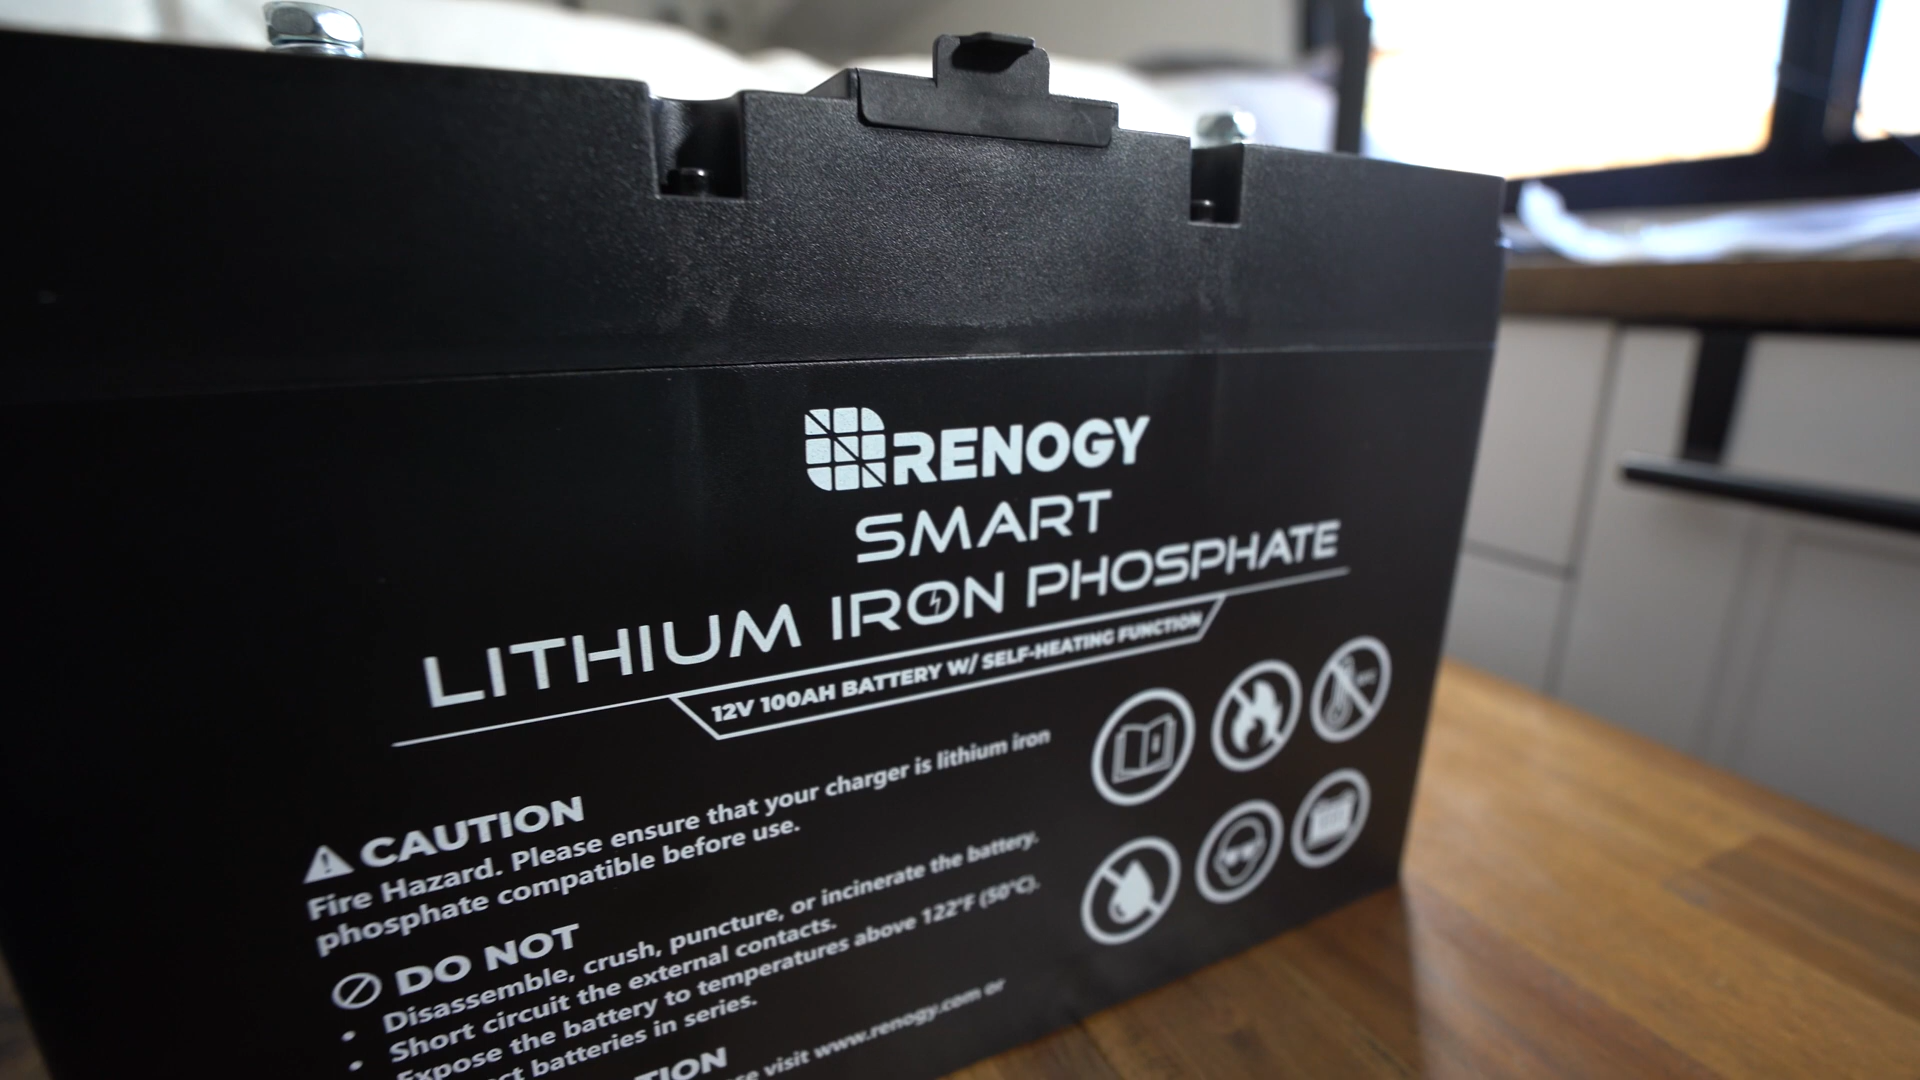 RENOGY
SMART
LITHIUM IRON PHOSPHATE
12V 100AH BATTERY W/ SELF-HEATING FUNCTION
CAUTION
Fire Hazard. Please ensure that your charger is lithium iron
phosphate compatible before use.
DO NOT
• Disassemble, crush, puncture, or incinerate the battery.
• Short circuit the external contacts.
Expose the battery to temperatures above 122°F (50°C).
batteries in series.
visit www.renogy.com or